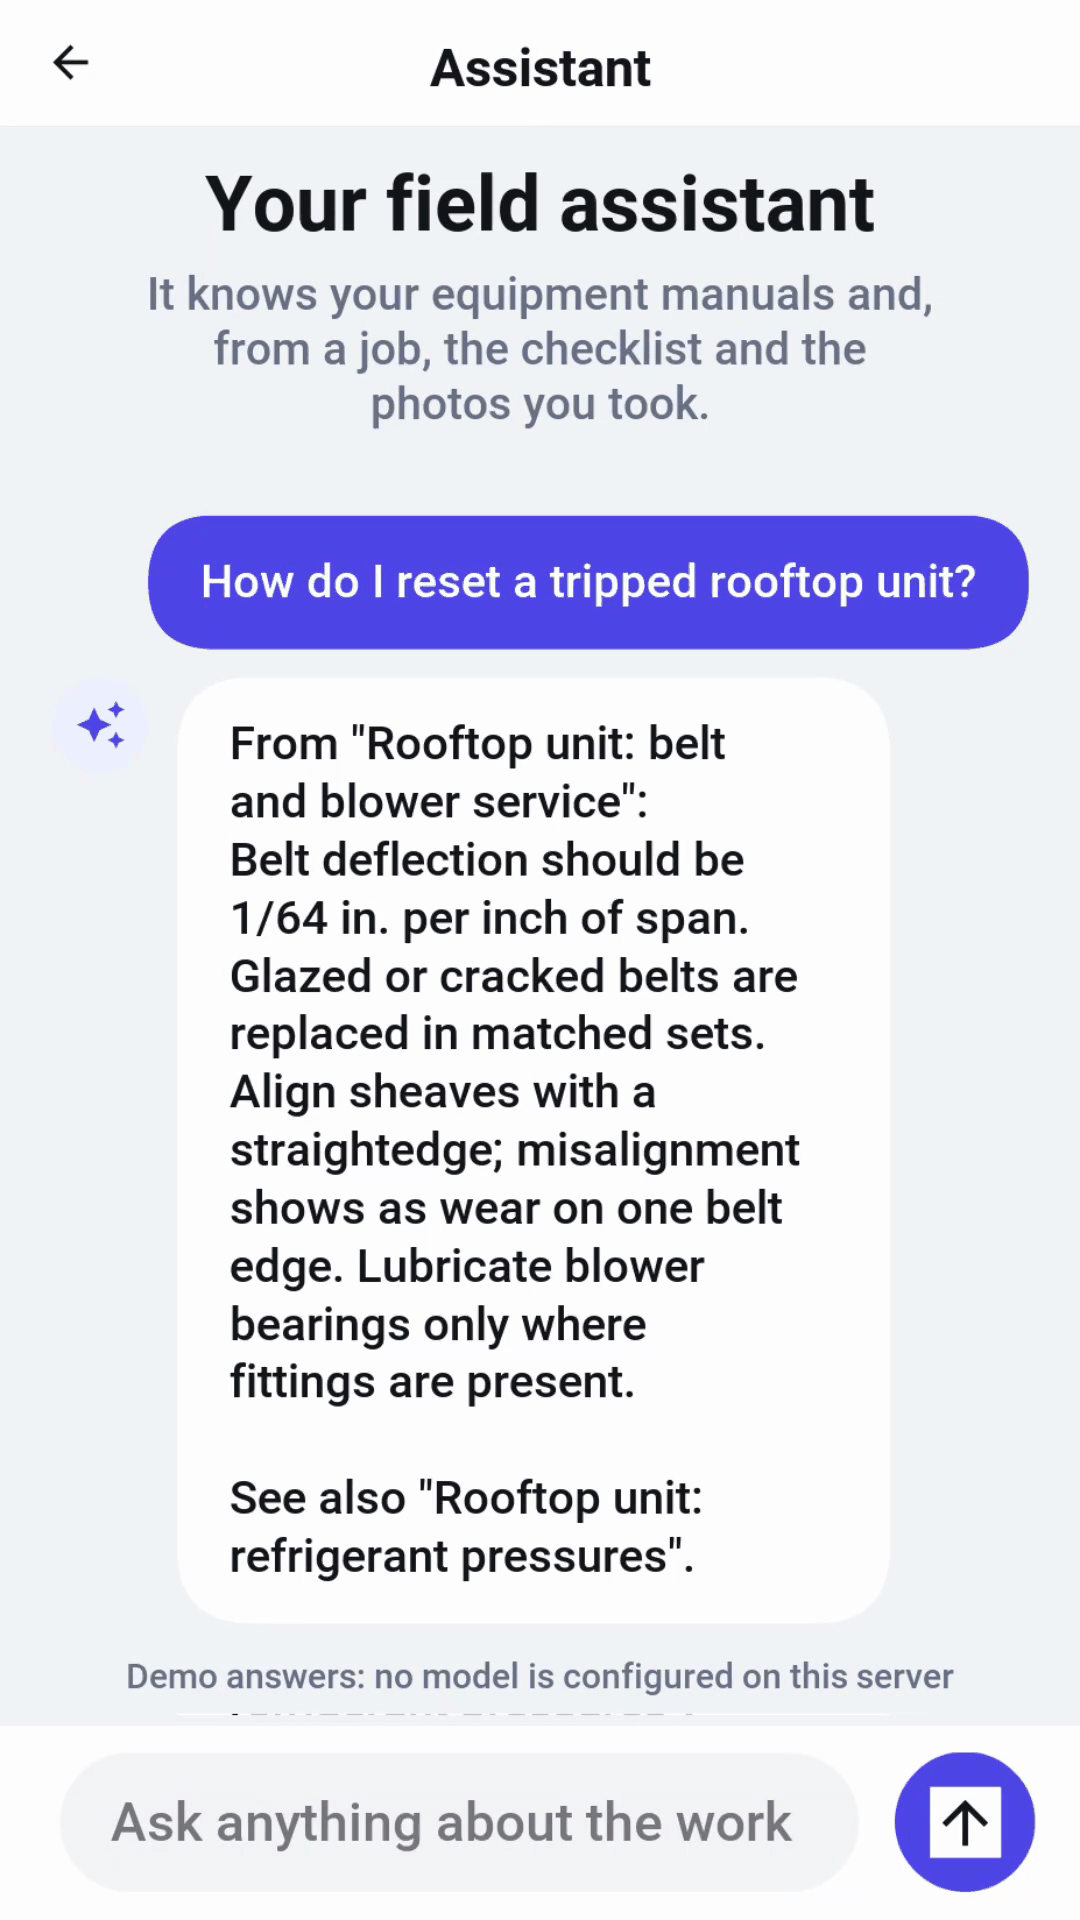 Assistant
Your field assistant
It knows your equipment manuals and,
from a job, the checklist and the
photos you took.
How do I reset a tripped rooftop unit?
From "Rooftop unit: belt
and blower service":
Belt deflection should be
1/64 in. per inch of span.
Glazed or cracked belts are
replaced in matched sets.
Align sheaves with a
straightedge; misalignment
shows as wear on one belt
edge. Lubricate blower
bearings only where
fittings are present.
See also "Rooftop unit:
refrigerant pressures".
Demo answers: no model is configured on this server
Ask anything about the work